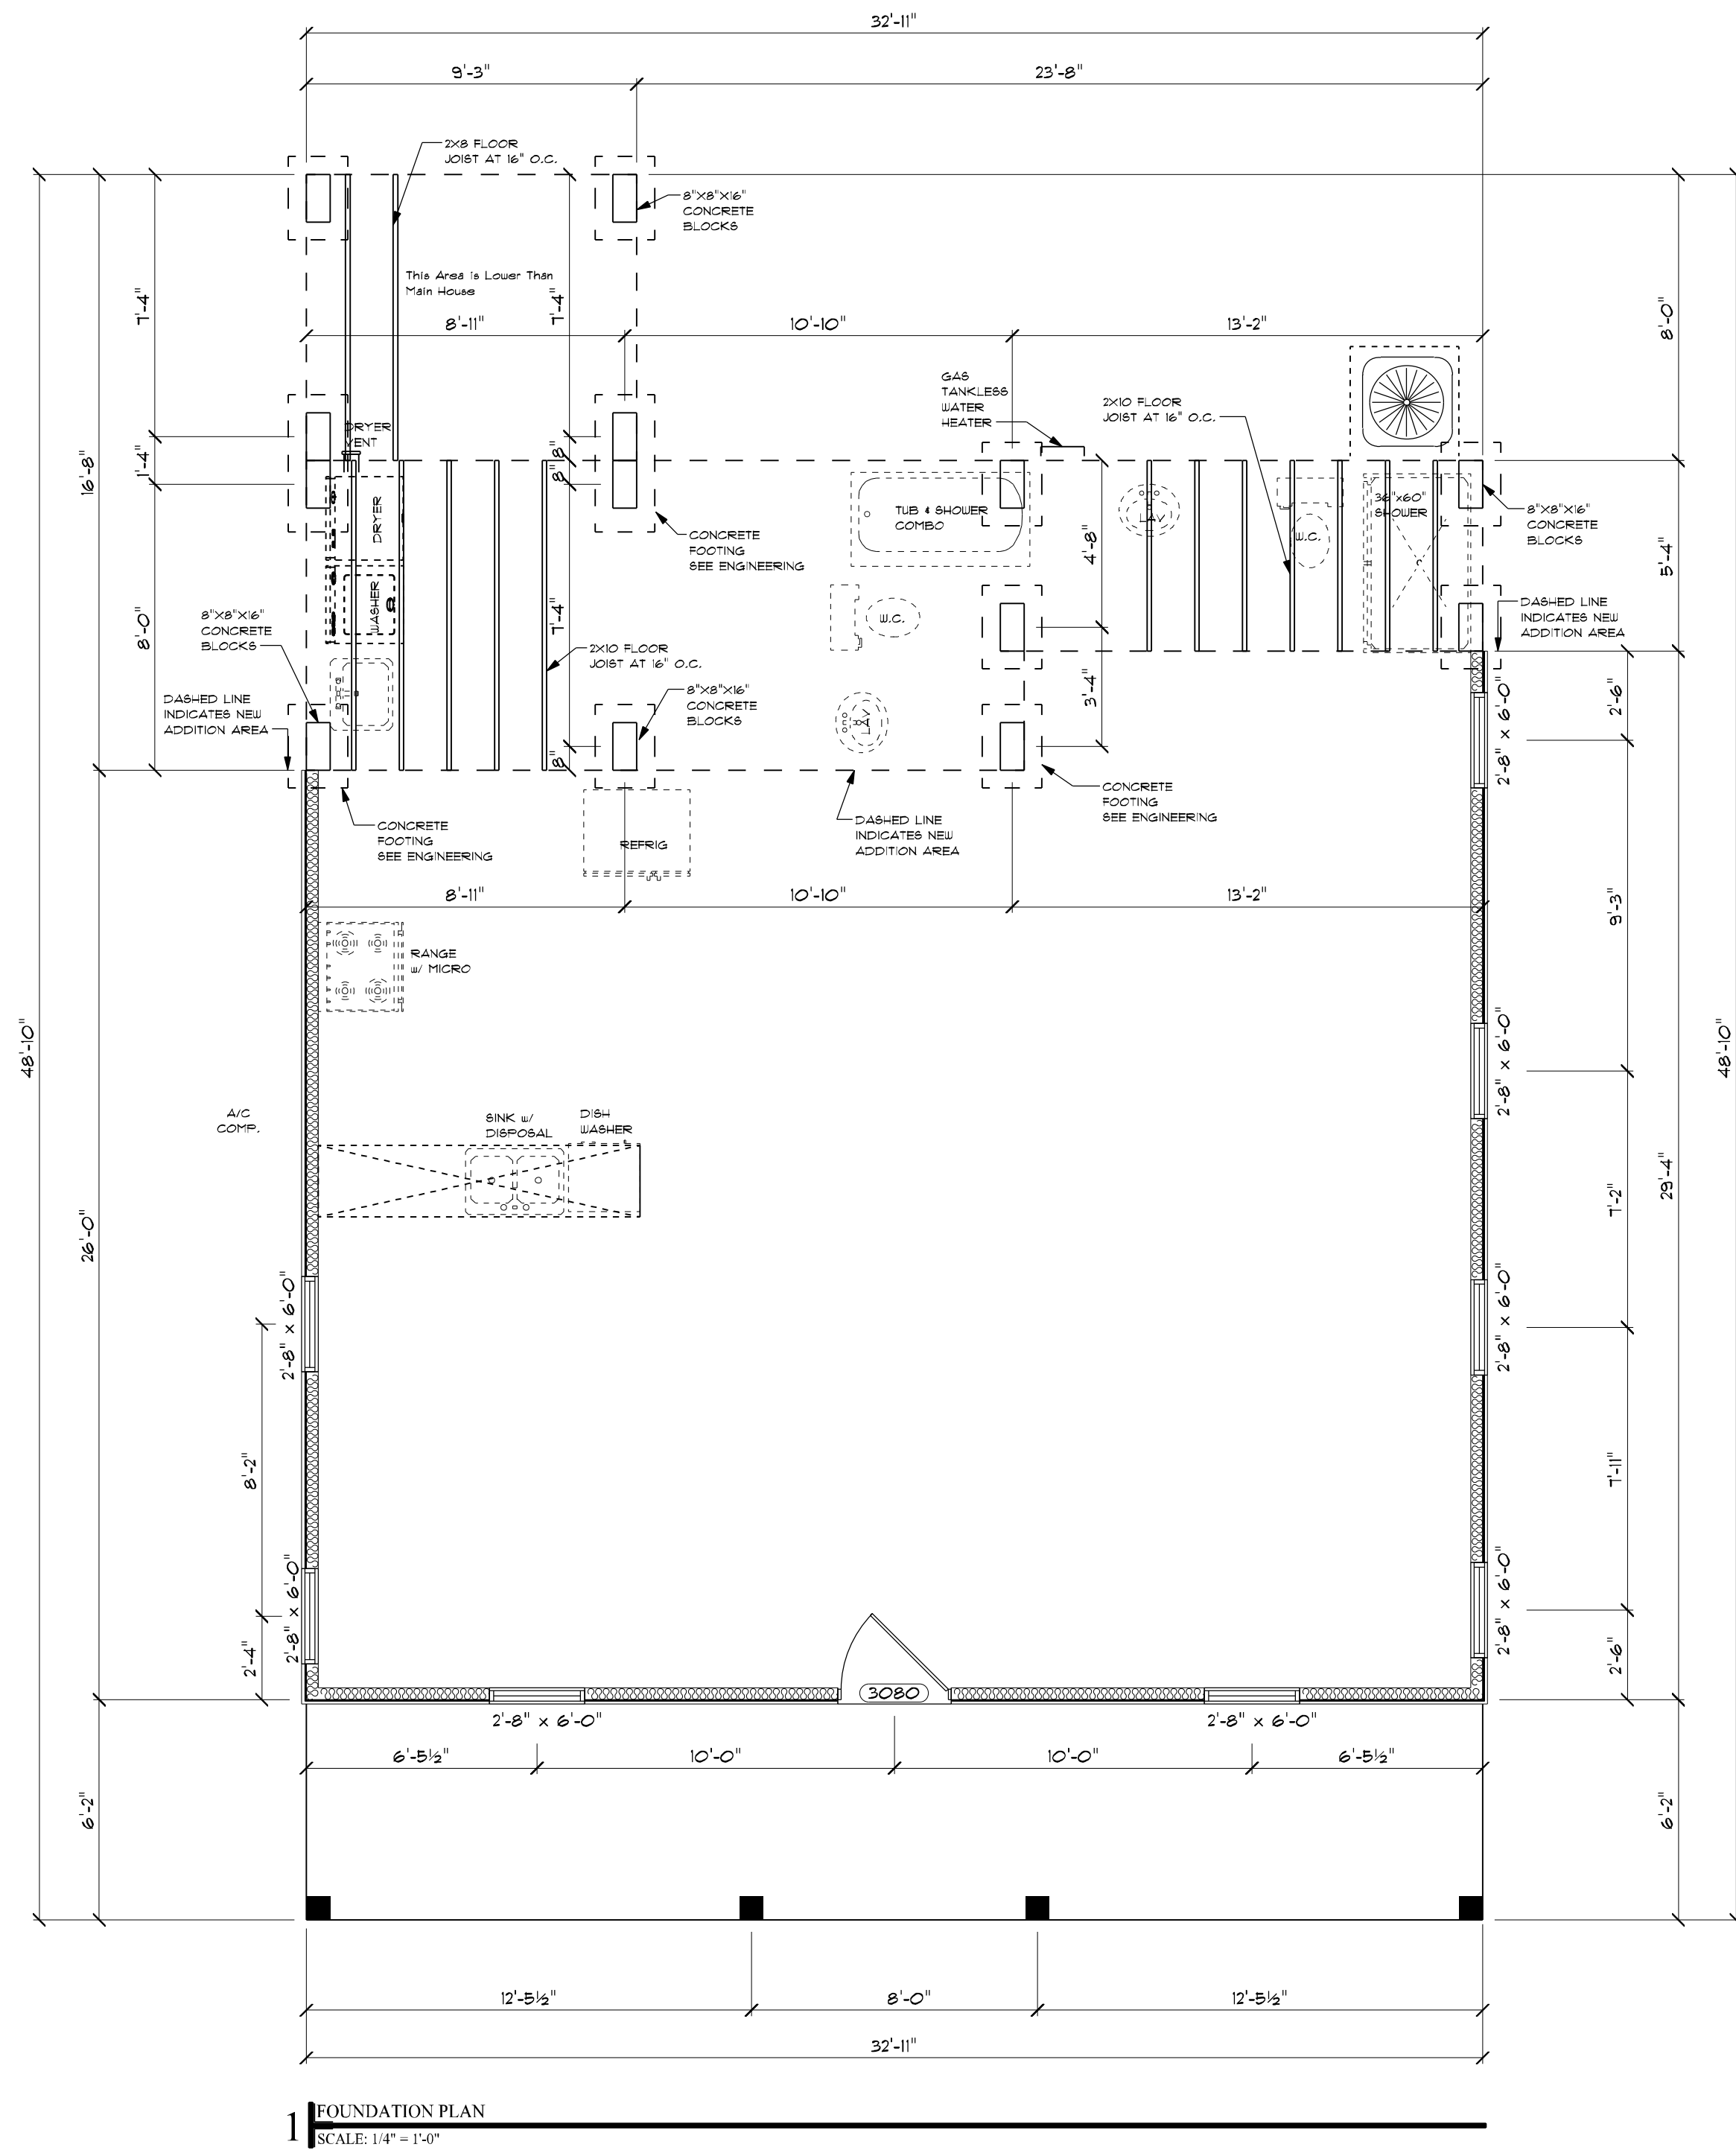 32'-11"
9'-3"
23'-8"
2X8 FLOOR
JOIST AT 16" O.C.
8"X8"X16"
CONCRETE
BLOCKS
This Area is Lower Than
Main House
7'-4"
7'-4"
8'-0"
8'-11"
10'-10"
13'-2"
GAS
TANKLESS
WATER
HEATER
2X10 FLOOR
JOIST AT 16" O.C.
DRYER
VENT
16'-8"
1'-4"
8"
8"
DRYER
TUB & SHOWER
COMBO
LAV
W.C.
36"x60"
SHOWER
8"X8"X16"
CONCRETE
BLOCKS
CONCRETE
FOOTING
SEE ENGINEERING
4'-8"
5'-4"
8'-0"
8"X8"X16"
CONCRETE
BLOCKS
WASHER
7'-4"
W.C.
DASHED LINE
INDICATES NEW
ADDITION AREA
2X10 FLOOR
JOIST AT 16" O.C.
8"X8"X16"
CONCRETE
BLOCKS
3'-4"
2'-6"
2'-8" x 6'-0"
DASHED LINE
INDICATES NEW
ADDITION AREA
LAV
8"
CONCRETE
FOOTING
SEE ENGINEERING
REFRIG
DASHED LINE
INDICATES NEW
ADDITION AREA
CONCRETE
FOOTING
SEE ENGINEERING
8'-11"
10'-10"
13'-2"
9'-3"
RANGE
w/ MICRO
48'-10"
48'-10"
2'-8" x 6'-0"
A/C
COMP.
SINK w/
DISPOSAL
DISH
WASHER
26'-0"
7'-2"
29'-4"
2'-8" x 6'-0"
2'-8" x 6'-0"
8'-2"
7'-11"
2'-8" x 6'-0"
2'-8" x 6'-0"
2'-4"
2'-6"
3080
2'-8" x 6'-0"
2'-8" x 6'-0"
6'-5½"
10'-0"
10'-0"
6'-5½"
6'-2"
6'-2"
12'-5½"
8'-0"
12'-5½"
32'-11"
1
FOUNDATION PLAN
SCALE: 1/4" = 1'-0"